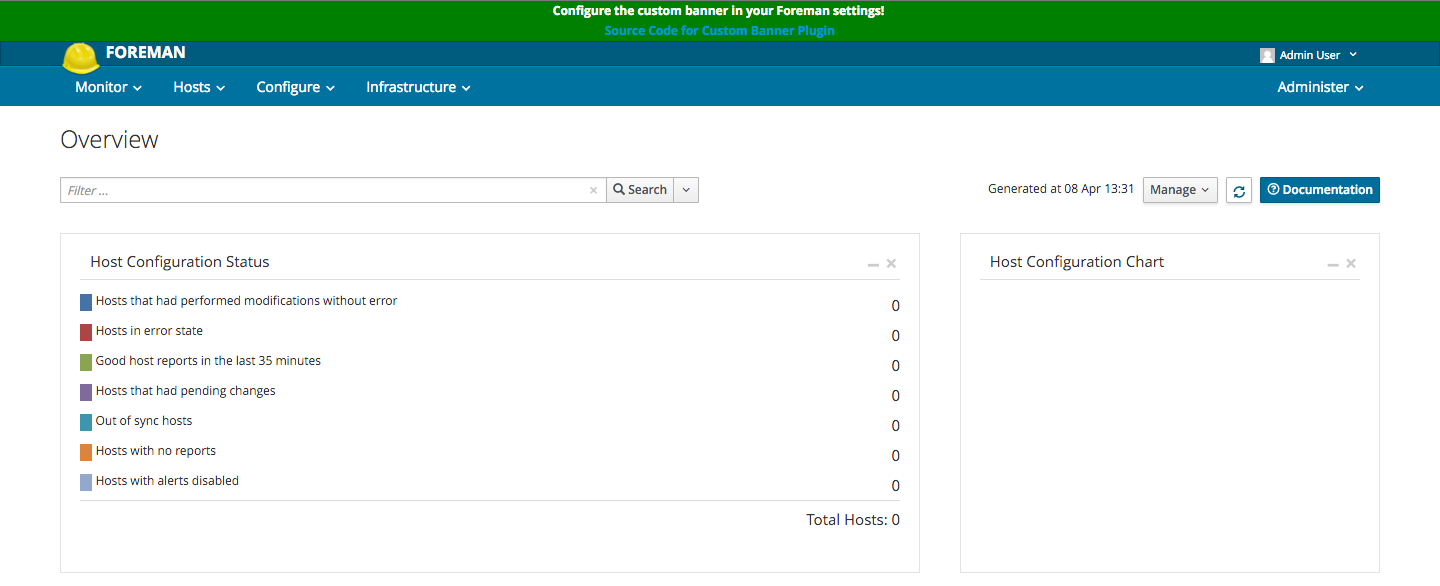 Configure the custom banner in your Foreman settings!
Source Code for Custom Banner Plugin
FOREMAN
Admin User
Monitor Hosts Configure Infrastructure Administer
Overview
Filter ... × Search Generated at 08 Apr 13:31 Manage Documentation
Host Configuration Status
Hosts that had performed modifications without error 0
Hosts in error state 0
Good host reports in the last 35 minutes 0
Hosts that had pending changes 0
Out of sync hosts 0
Hosts with no reports 0
Hosts with alerts disabled 0
Total Hosts: 0
Host Configuration Chart